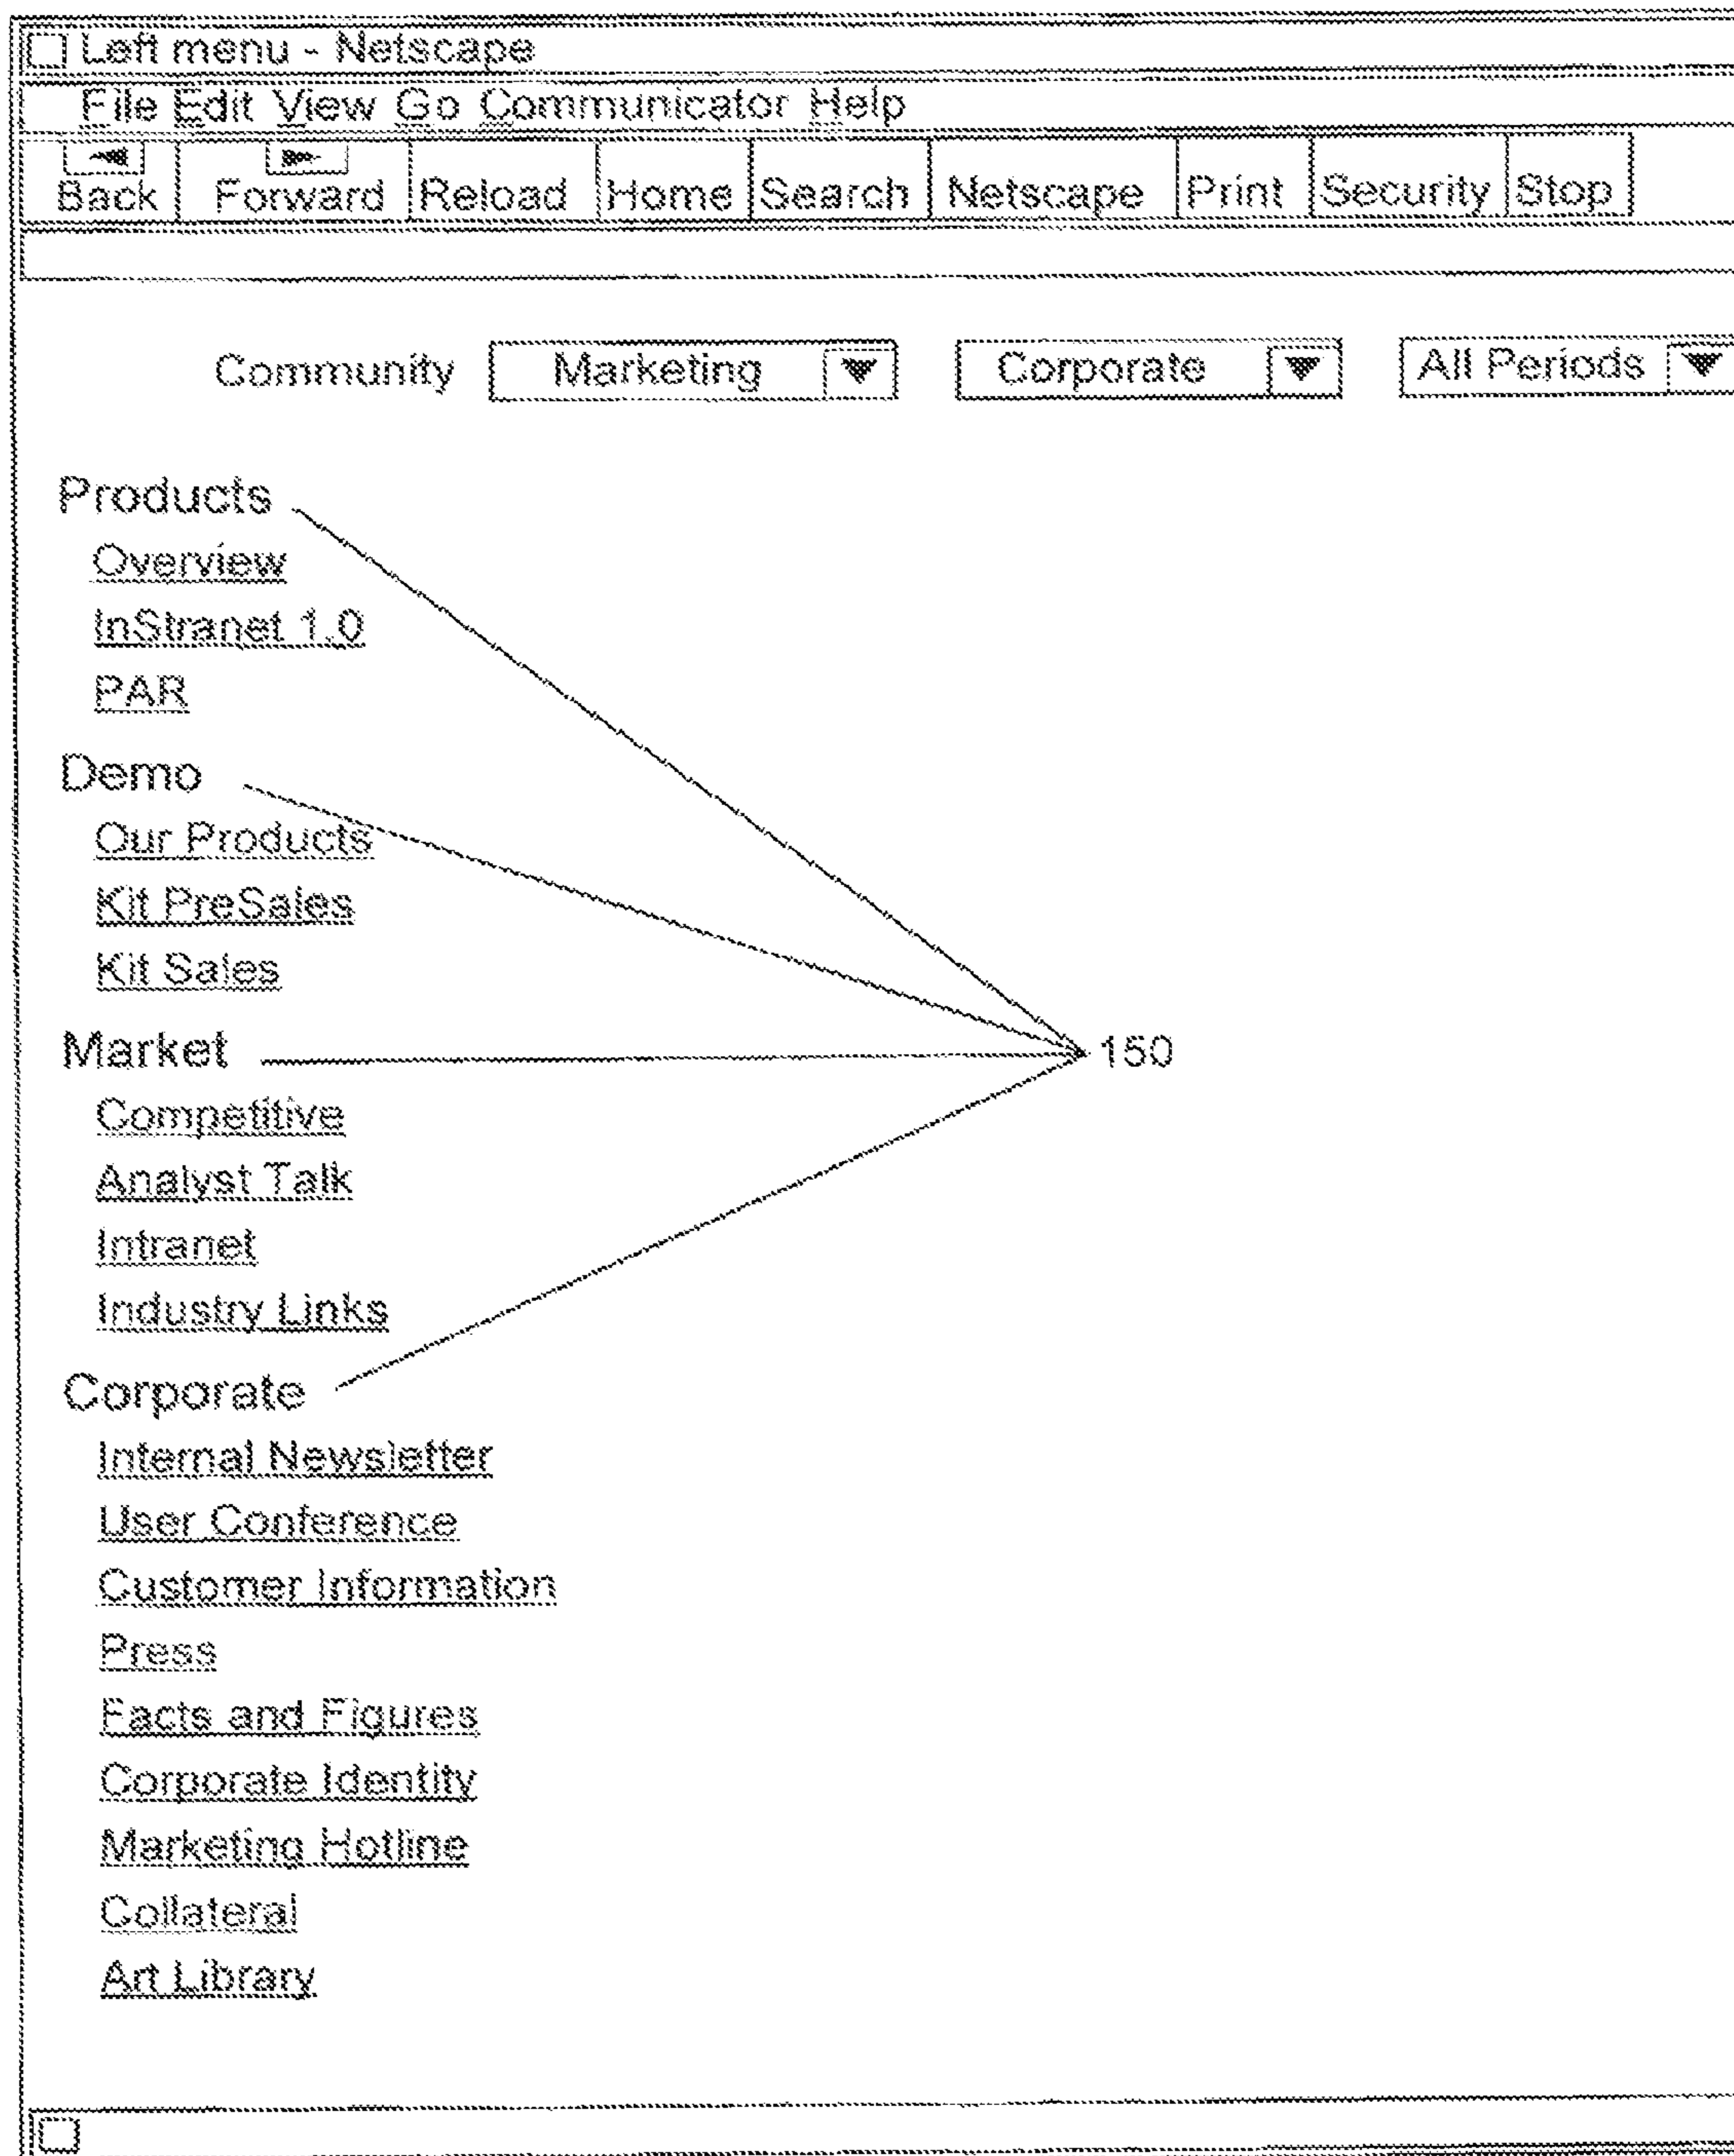 Left menu - Netscape
File Edit View Go Communicator Help
Back Forward Reload Home Search Netscape Print Security Stop
Community Marketing Corporate All Periods
Products
Overview
InStranet 1.0
PAR
Demo
Our Products
Kit PreSales
Kit Sales
Market
150
Competitive
Analyst Talk
Intranet
Industry Links
Corporate
Internal Newsletter
User Conference
Customer Information
Press
Facts and Figures
Corporate Identity
Marketing Hotline
Collateral
Art Library